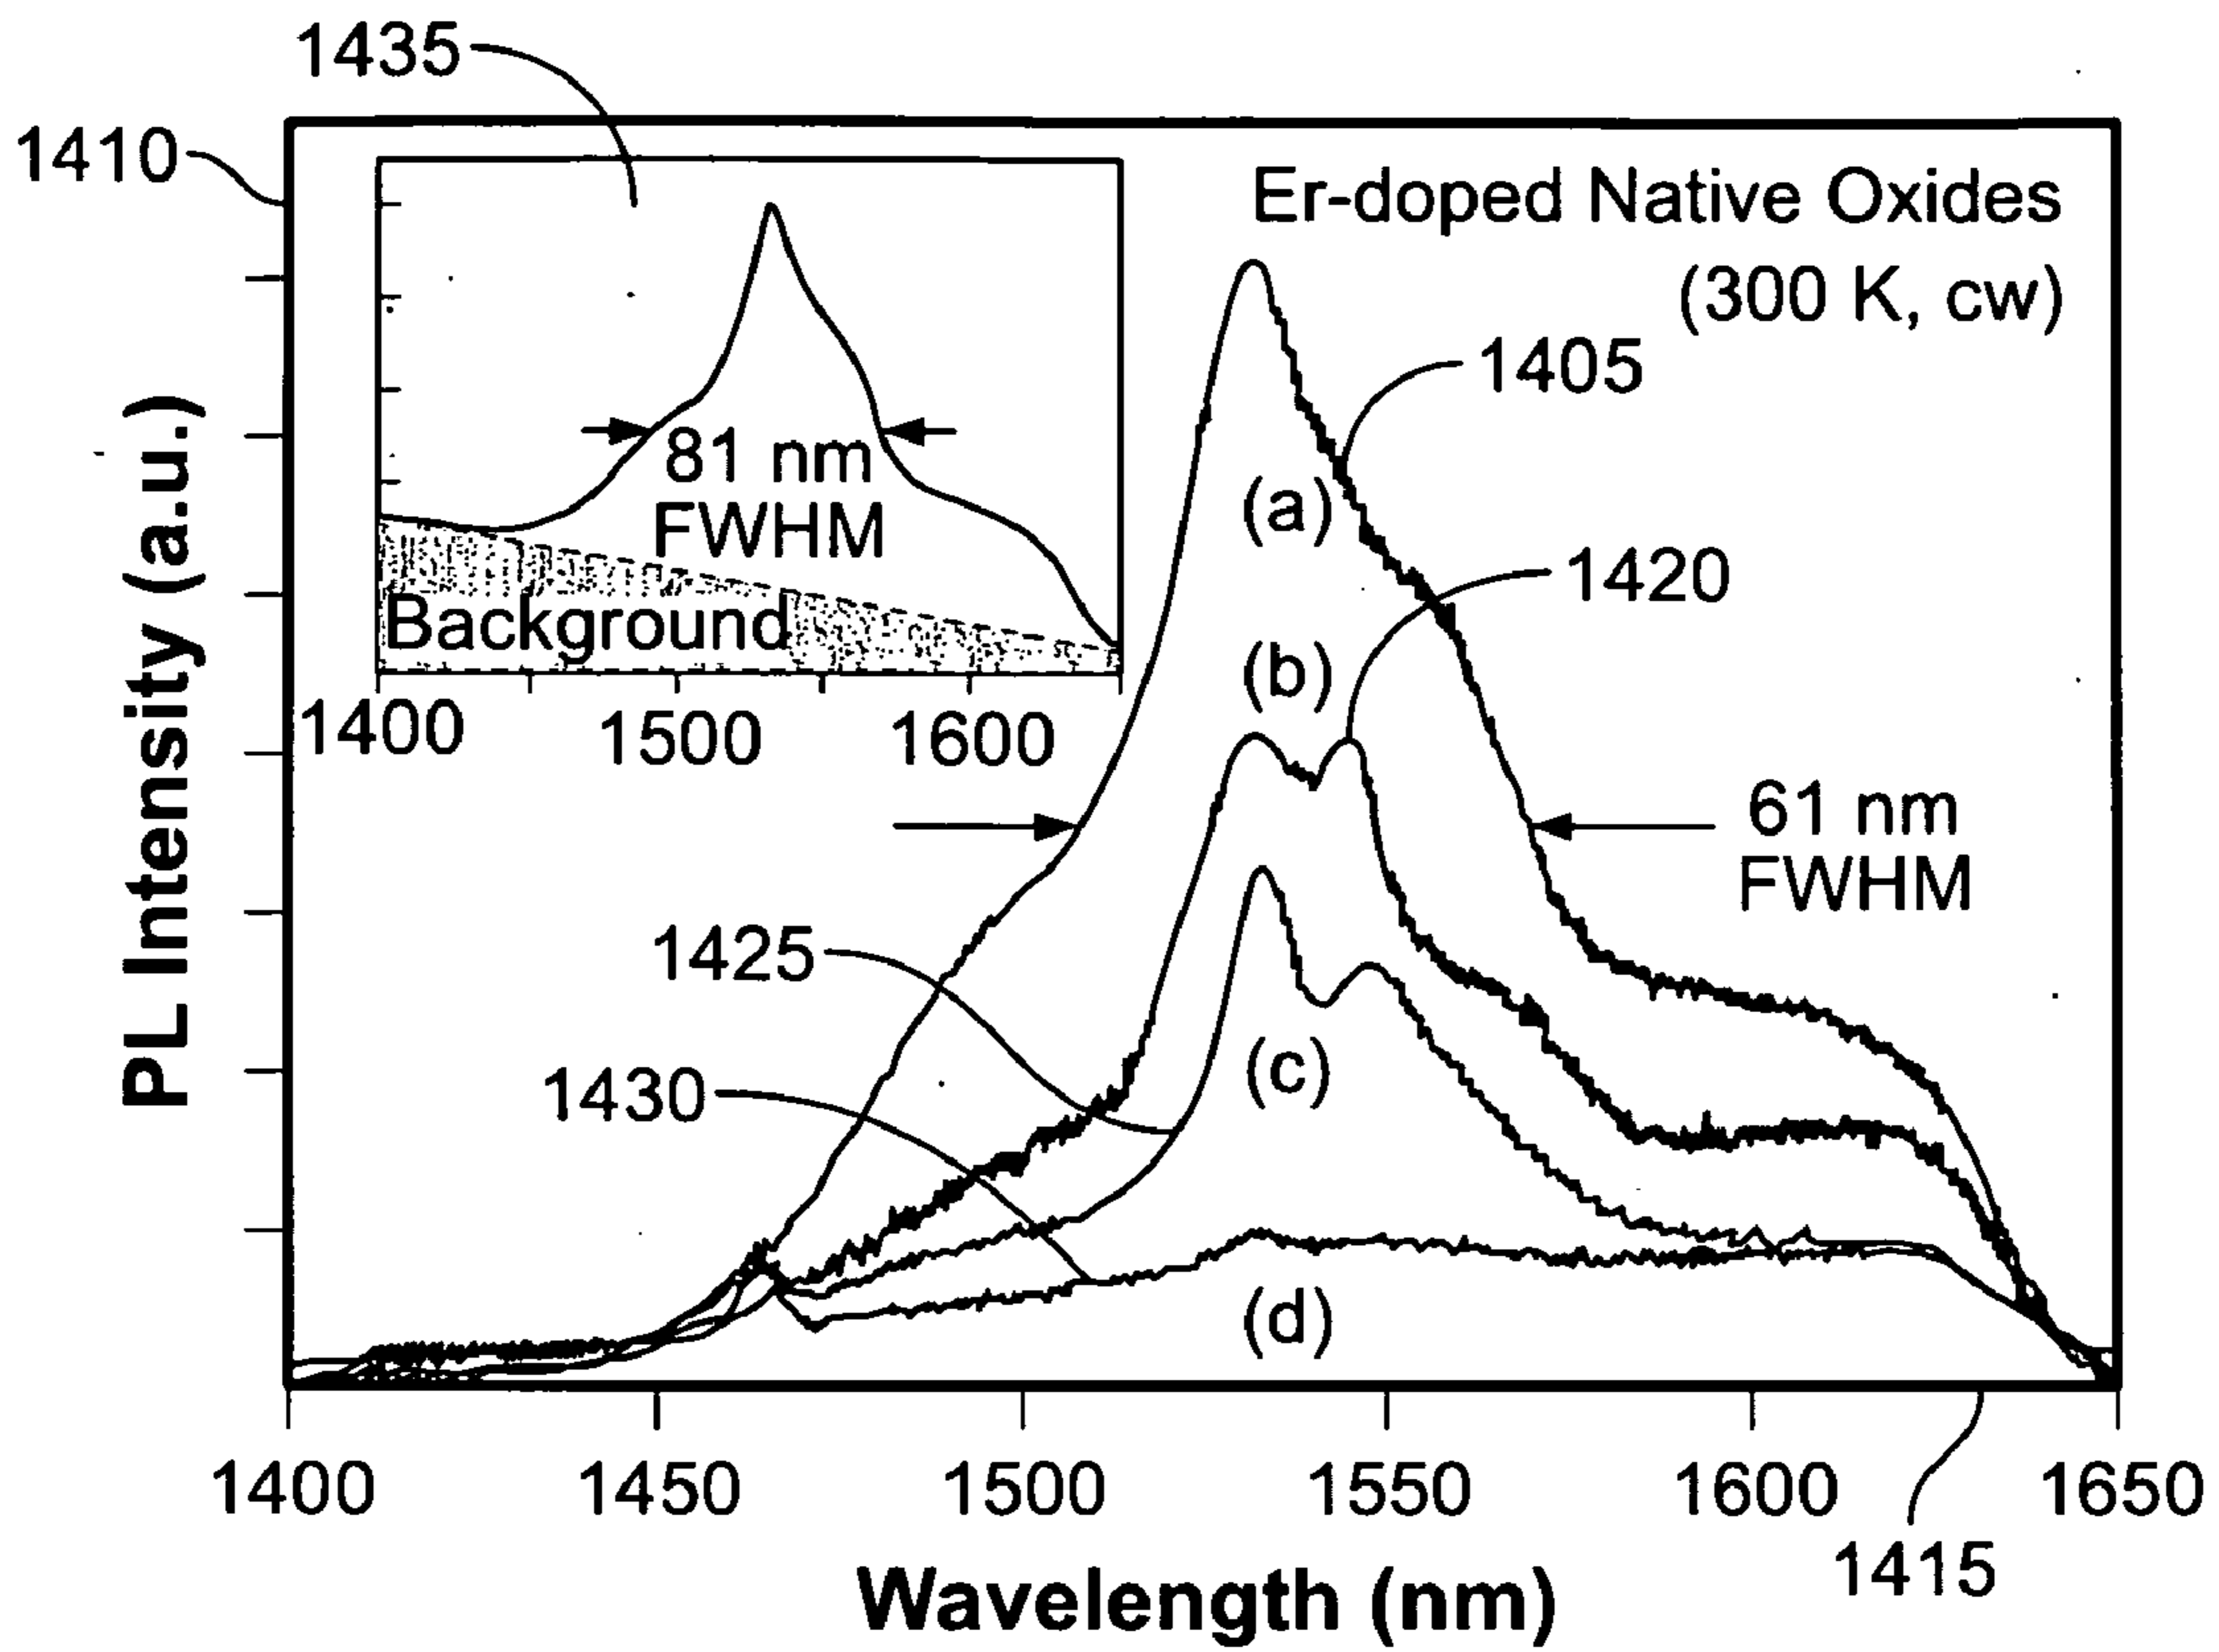 1435
1410
Er-doped Native Oxides
(300 K, cw)
1405
81 nm
FWHM
(a)
1420
Background
(b)
1400 1500 1600
61 nm
FWHM
PL Intensity (a.u.)
1425
(c)
1430
(d)
1400 1450 1500 1550 1600 1650
1415
Wavelength (nm)